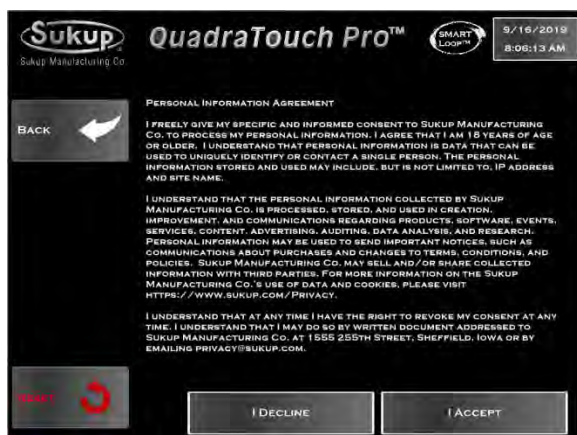 Sukup
Sukup Manufacturing Co.
QuadraTouch Pro™
SMART
LOOP™
9/16/2019
8:06:13 AM
BACK
PERSONAL INFORMATION AGREEMENT
I FREELY GIVE MY SPECIFIC AND INFORMED CONSENT TO SUKUP MANUFACTURING
CO. TO PROCESS MY PERSONAL INFORMATION. I AGREE THAT I AM 18 YEARS OF AGE
OR OLDER. I UNDERSTAND THAT PERSONAL INFORMATION IS DATA THAT CAN BE
USED TO UNIQUELY IDENTIFY OR CONTACT A SINGLE PERSON. THE PERSONAL
INFORMATION STORED AND USED MAY INCLUDE, BUT IS NOT LIMITED TO, IP ADDRESS
AND SITE NAME.
I UNDERSTAND THAT THE PERSONAL INFORMATION COLLECTED BY SUKUP
MANUFACTURING CO. IS PROCESSED, STORED, AND USED IN CREATION,
IMPROVEMENT, AND COMMUNICATIONS REGARDING PRODUCTS, SOFTWARE, EVENTS,
SERVICES, CONTENT, ADVERTISING, AUDITING, DATA ANALYSIS, AND RESEARCH.
PERSONAL INFORMATION MAY BE USED TO SEND IMPORTANT NOTICES, SUCH AS
COMMUNICATIONS ABOUT PURCHASES AND CHANGES TO TERMS, CONDITIONS, AND
POLICIES. SUKUP MANUFACTURING CO. MAY SELL AND/OR SHARE COLLECTED
INFORMATION WITH THIRD PARTIES. FOR MORE INFORMATION ON THE SUKUP
MANUFACTURING CO.'S USE OF DATA AND COOKIES, PLEASE VISIT
HTTPS://WWW.SUKUP.COM/PRIVACY.
I UNDERSTAND THAT AT ANY TIME I HAVE THE RIGHT TO REVOKE MY CONSENT AT ANY
TIME. I UNDERSTAND THAT I MAY DO SO BY WRITTEN DOCUMENT ADDRESSED TO
SUKUP MANUFACTURING CO. AT 1555 255TH STREET, SHEFFIELD, IOWA OR BY
EMAILING PRIVACY@SUKUP.COM.
RESET
I DECLINE
I ACCEPT